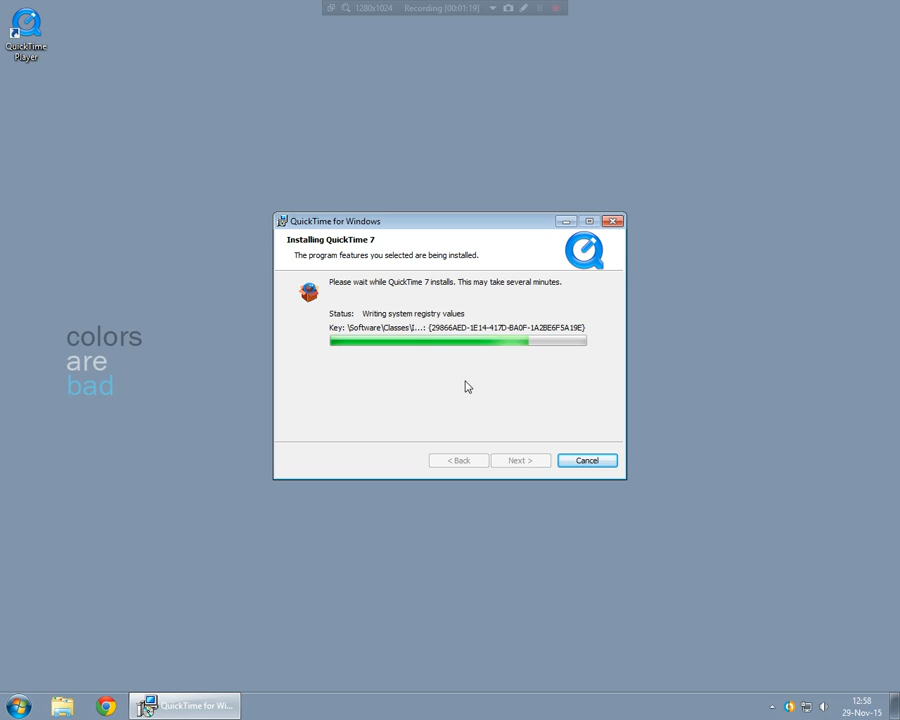 1280x1024 Recording [00:01:19]
QuickTime
Player
QuickTime for Windows
Installing QuickTime 7
The program features you selected are being installed.
Please wait while QuickTime 7 installs. This may take several minutes.
Status: Writing system registry values
Key: \Software\Classes\I...: {29866AED-1E14-417D-BA0F-1A2BE6F5A19E}
colors
are
bad
< Back Next > Cancel
QuickTime for Wi...
12:58
29-Nov-15